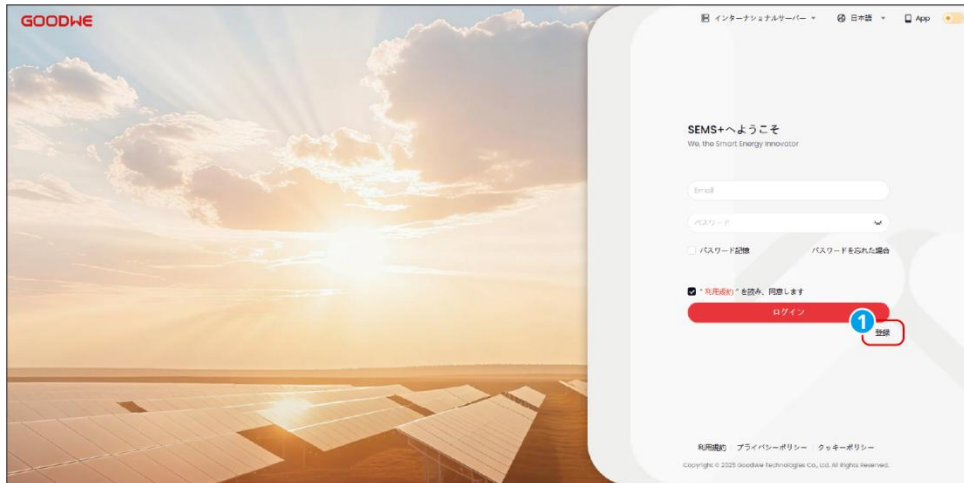 GOODWE
インターナショナルサーバー
日本語
App
SEMS+へようこそ
We, the Smart Energy Innovator
Email
パスワード
パスワード記憶
パスワードを忘れた場合
"利用規約"を読み、同意します
ログイン
1
登録
利用規約 プライバシーポリシー クッキーポリシー
Copyright © 2025 Goodwe Technologies Co., Ltd. All Rights Reserved.